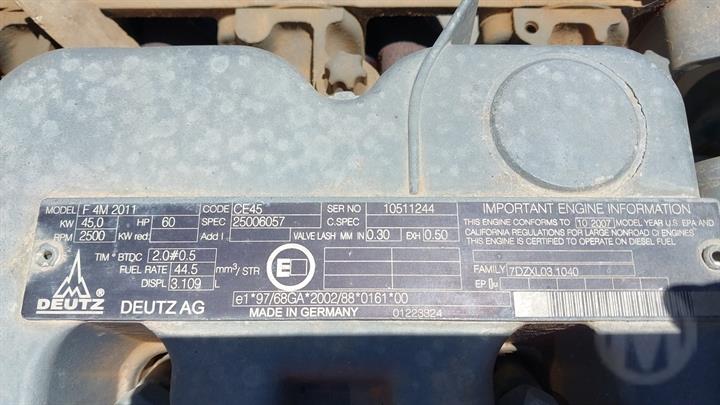 MODEL F 4M 2011 CODE CE45 SER NO 10511244
KW 45,0 HP 60 SPEC 25006057 C.SPEC
RPM 2500 KW red: Add I. VALVE LASH MM IN 0.30 EXH 0.50
TIM ° BTDC 2.0#0.5
FUEL RATE 44.5 mm³/STR
DISPL 3.109 L
E
DEUTZ ®
DEUTZ AG
e1*97/68GA*2002/88*0161*00
MADE IN GERMANY 01223324
IMPORTANT ENGINE INFORMATION
THIS ENGINE CONFORMS TO 10 2007 MODEL YEAR U.S. EPA AND
CALIFORNIA REGULATIONS FOR LARGE NONROAD CI ENGINES
THIS ENGINE IS CERTIFIED TO OPERATE ON DIESEL FUEL.
FAMILY 7DZXL03.1040
EP
M